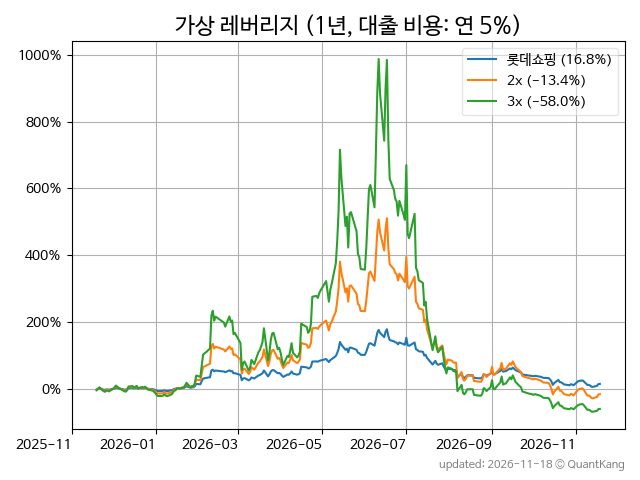 가상 레버리지 (1년, 대출 비용: 연 5%)
1000%
800%
600%
400%
200%
0%
롯데쇼핑 (16.8%)
2x (−13.4%)
3x (−58.0%)
2025-11
2026-01
2026-03
2026-05
2026-07
2026-09
2026-11
updated: 2026-11-18 © QuantKang